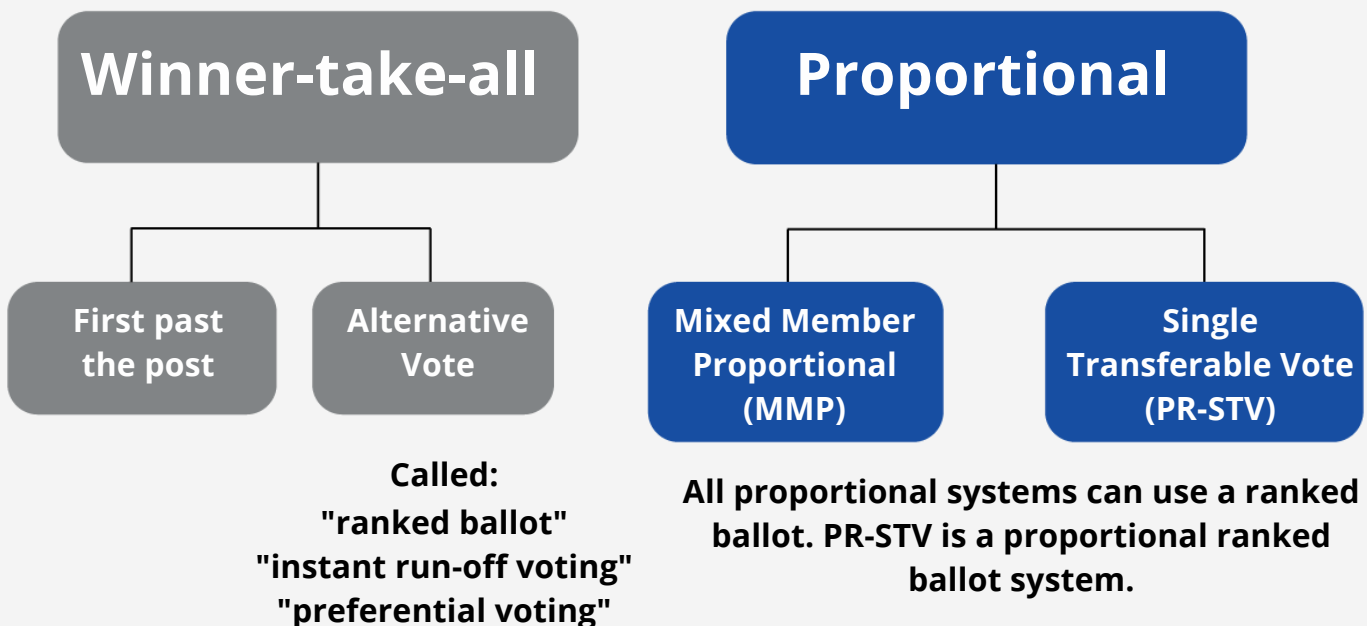 Winner-take-all
Proportional
First past
the post
Alternative
Vote
Mixed Member
Proportional
(MMP)
Single
Transferable Vote
(PR-STV)
Called:
"ranked ballot"
"instant run-off voting"
"preferential voting"
All proportional systems can use a ranked
ballot. PR-STV is a proportional ranked
ballot system.